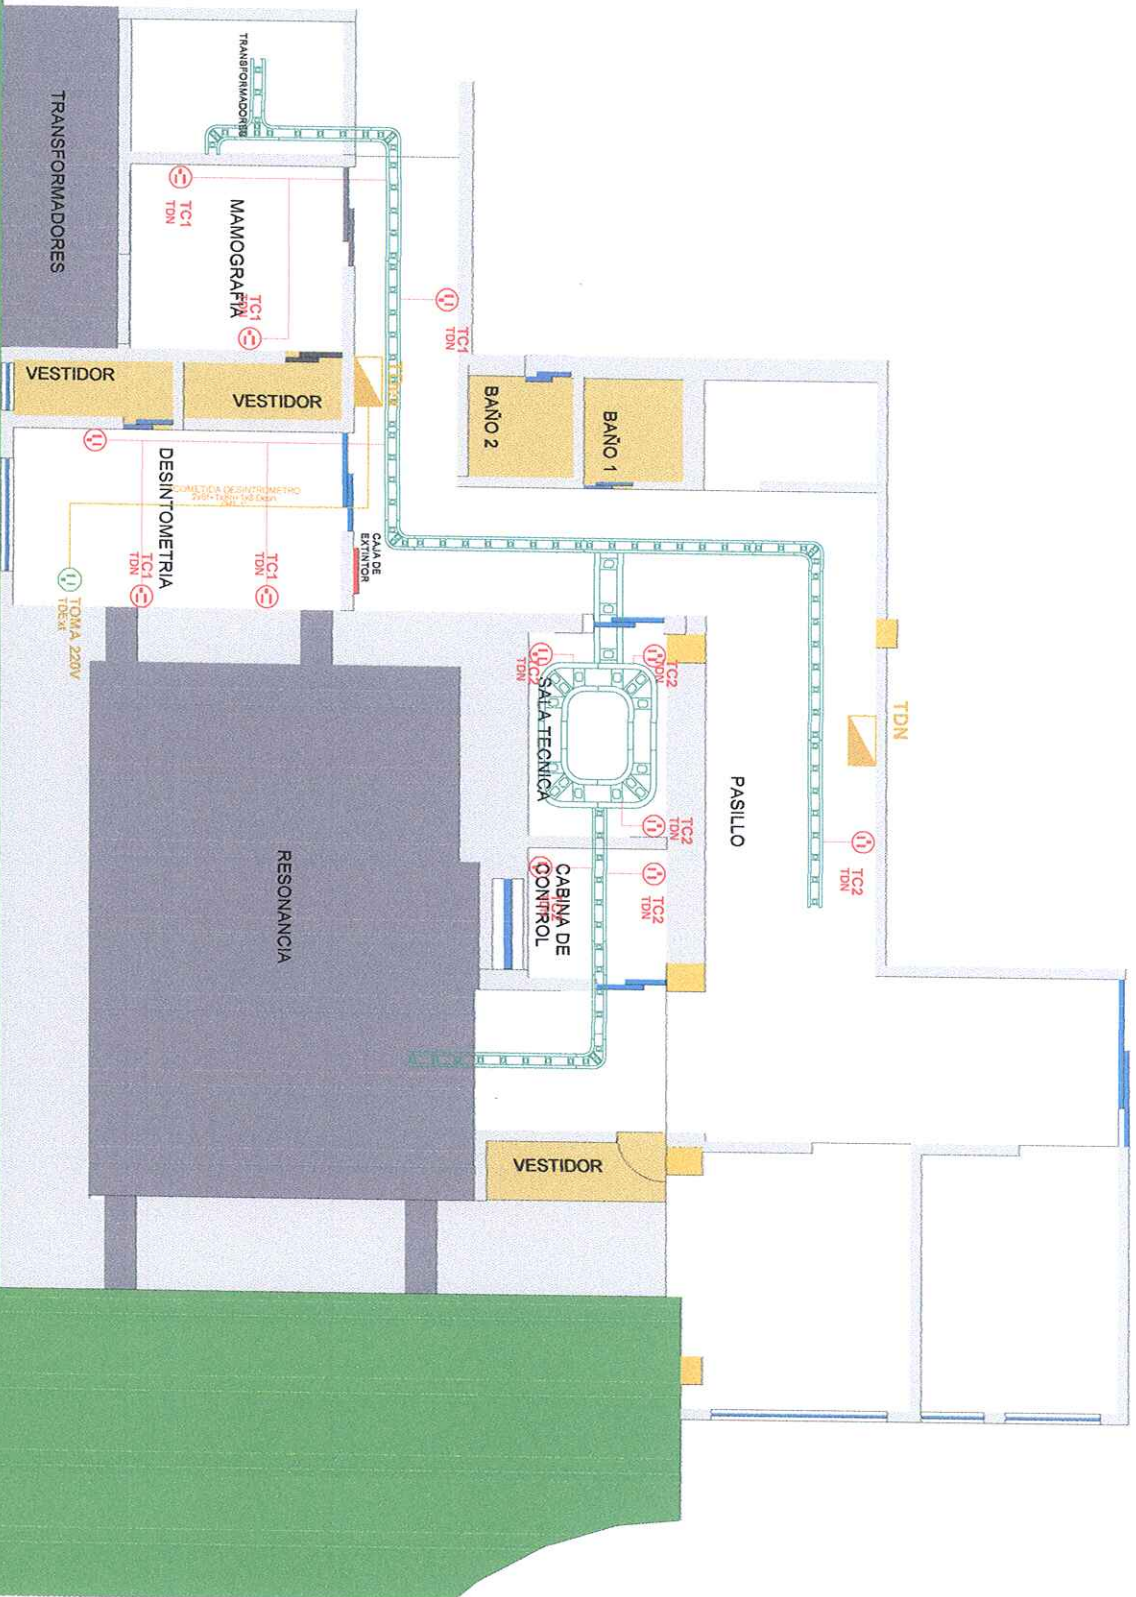 TRANSFORMADORES
TRANSFORMADORES
MAMOGRAFIA
TC1
TDN
TC1
TDN
TC1
TDN
VESTIDOR
VESTIDOR
BAÑO 2
BAÑO 1
DESINTOMETRIA
TC1
TDN
TC1
TDN
CAJA DE
EXTINTOR
TOMA 220V
TDExt
TC2
TDN
TC2
TDN
SALA TECNICA
TC2
TDN
TDN
PASILLO
TC2
TDN
TC2
TDN
CABINA DE
CONTROL
RESONANCIA
VESTIDOR